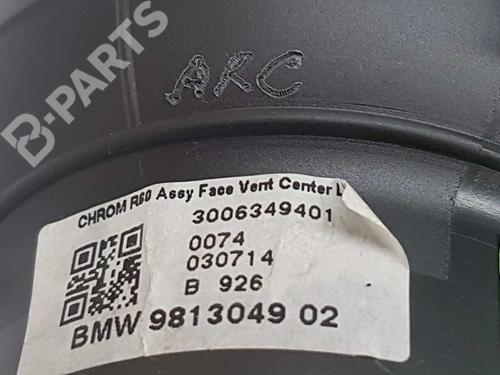 B-PARTS
AKC
CHROM R60 Assy Face Vent Center
3006349401
0074
030714
B 926
BMW 9813049 02